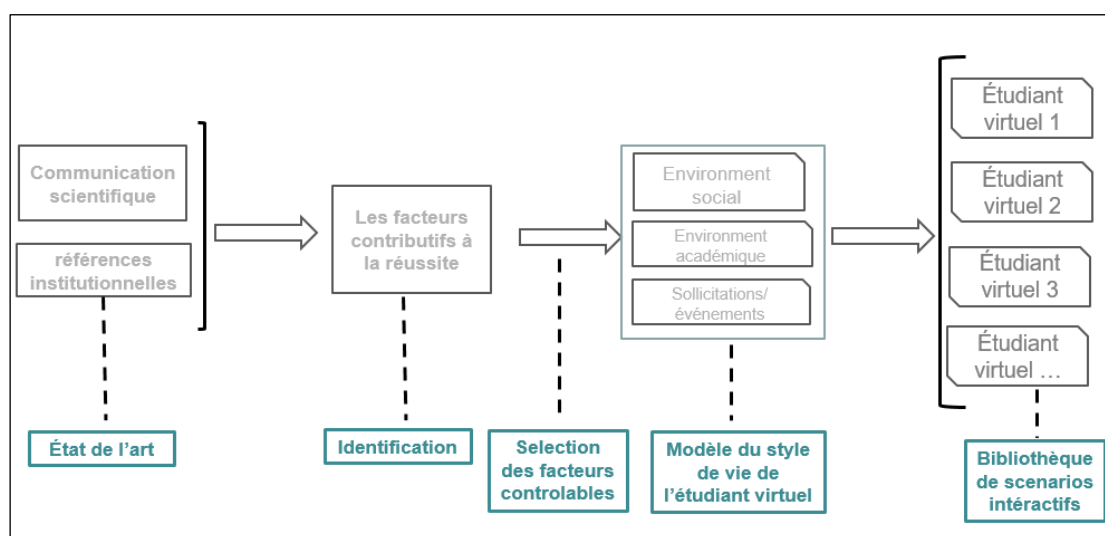 Communication
scientifique
références
institutionnelles
Les facteurs
contributifs à
la réussite
Environment
social
Environment
académique
Sollicitations/
événements
Étudiant
virtuel 1
Étudiant
virtuel 2
Étudiant
virtuel 3
Étudiant
virtuel ...
État de l'art
Identification
Selection
des facteurs
controlables
Modèle du style
de vie de
l'étudiant virtuel
Bibliothèque
de scenarios
intéractifs